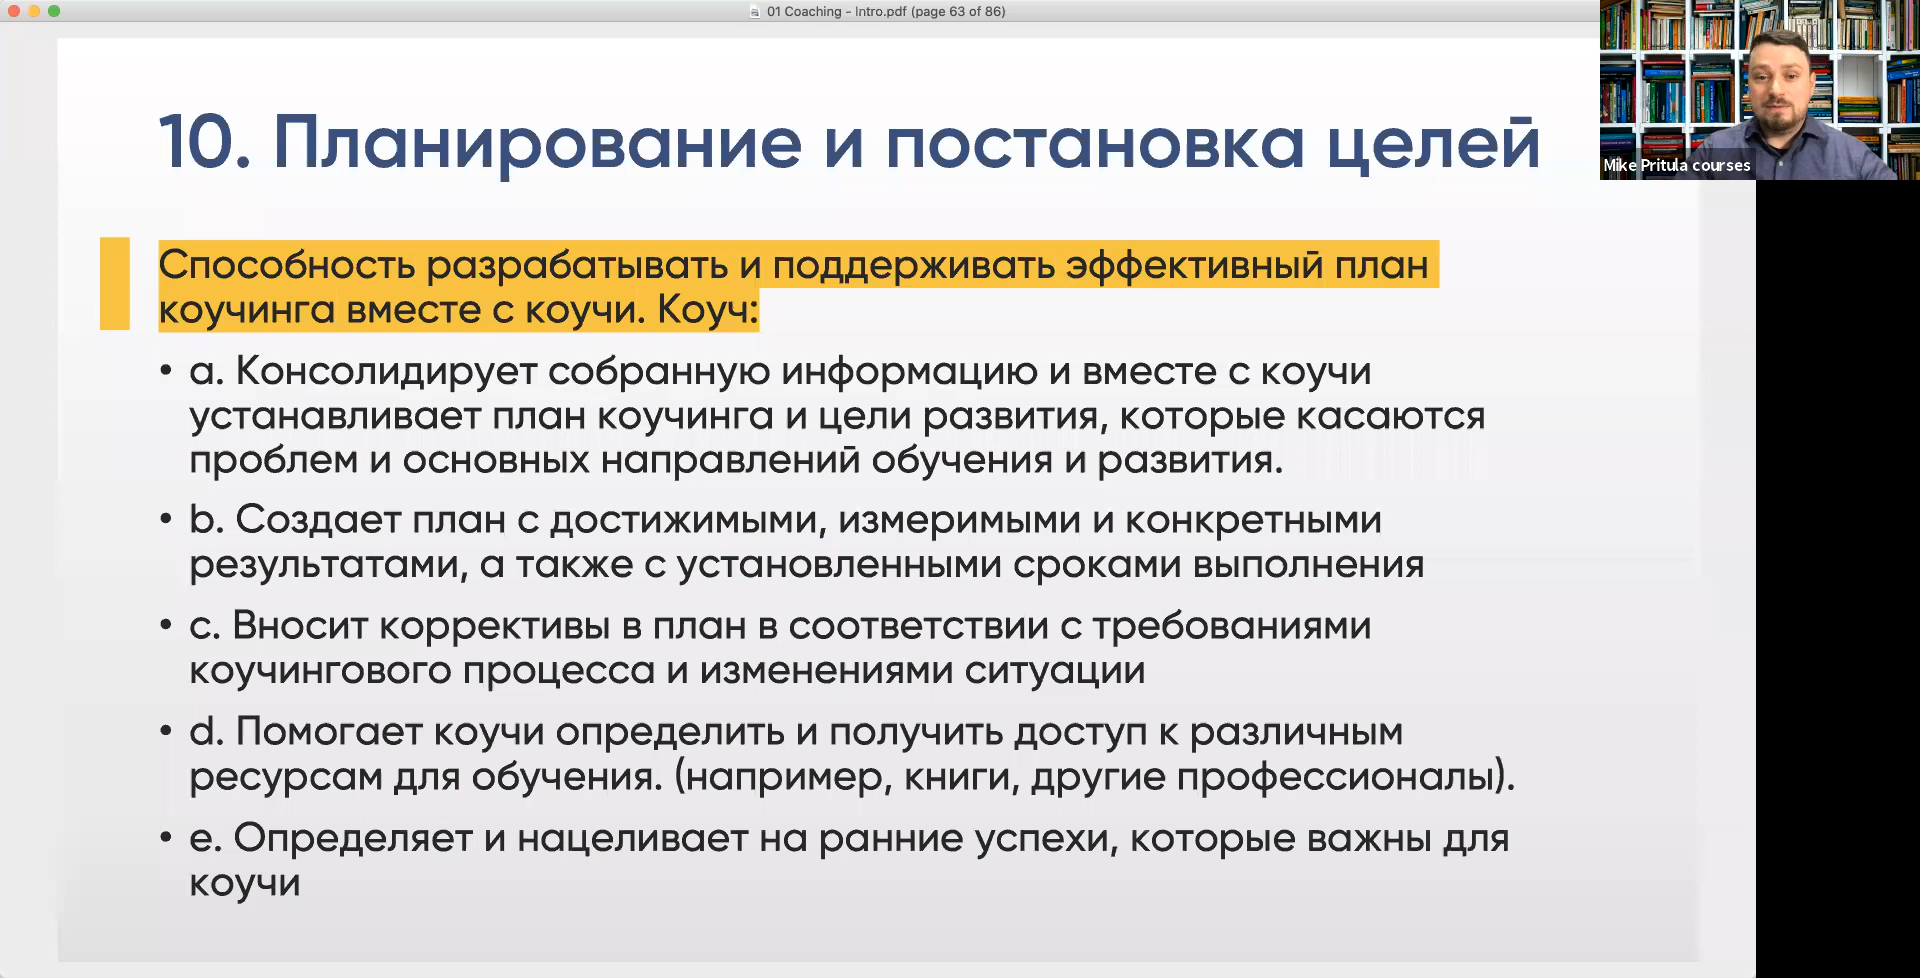 01 Coaching - Intro.pdf (page 63 of 86)
10. Планирование и постановка целей
Mike Pritula courses
Способность разрабатывать и поддерживать эффективный план
коучинга вместе с коучи. Коуч:
• a. Консолидирует собранную информацию и вместе с коучи
устанавливает план коучинга и цели развития, которые касаются
проблем и основных направлений обучения и развития.
• b. Создает план с достижимыми, измеримыми и конкретными
результатами, а также с установленными сроками выполнения
• c. Вносит коррективы в план в соответствии с требованиями
коучингового процесса и изменениями ситуации
• d. Помогает коучи определить и получить доступ к различным
ресурсам для обучения. (например, книги, другие профессионалы).
• e. Определяет и нацеливает на ранние успехи, которые важны для
коучи